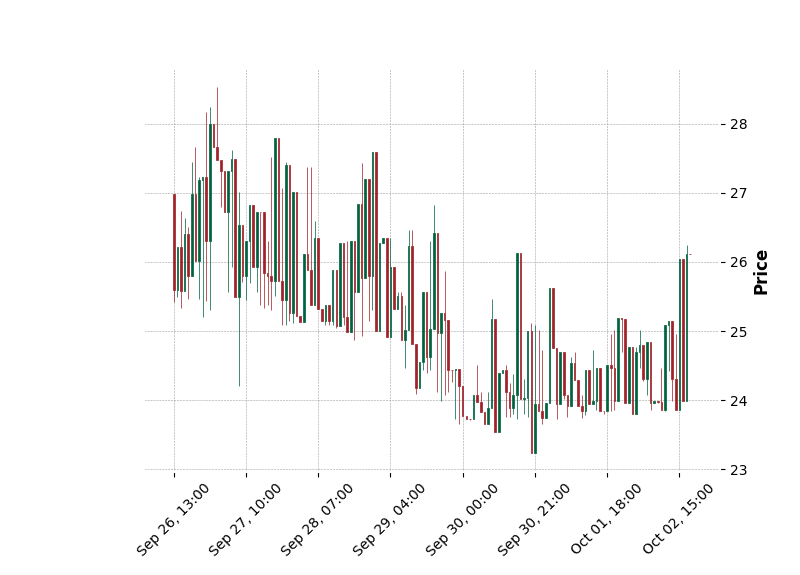 28
27
26
25
24
23
Price
Sep 26, 13:00
Sep 27, 10:00
Sep 28, 07:00
Sep 29, 04:00
Sep 30, 00:00
Sep 30, 21:00
Oct 01, 18:00
Oct 02, 15:00